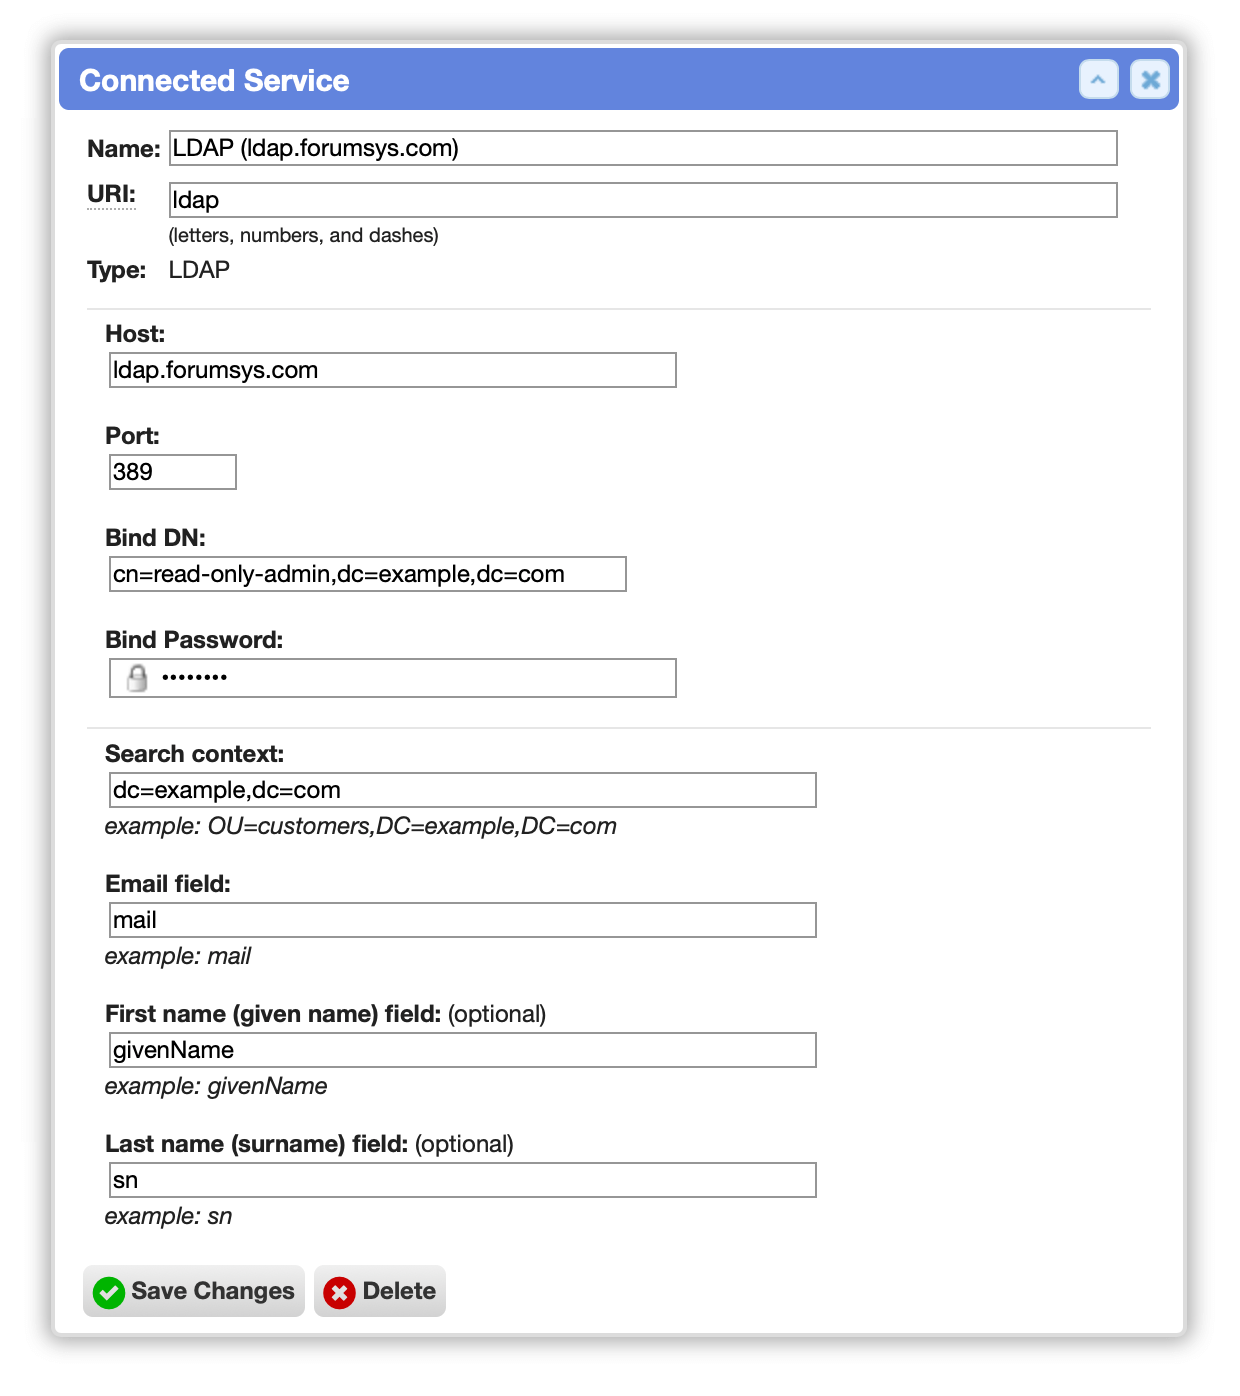 Connected Service
Name: LDAP (ldap.forumsys.com)
URI: ldap
(letters, numbers, and dashes)
Type: LDAP
Host:
ldap.forumsys.com
Port:
389
Bind DN:
cn=read-only-admin,dc=example,dc=com
Bind Password:
••••••••
Search context:
dc=example,dc=com
example: OU=customers,DC=example,DC=com
Email field:
mail
example: mail
First name (given name) field: (optional)
givenName
example: givenName
Last name (surname) field: (optional)
sn
example: sn
Save Changes Delete